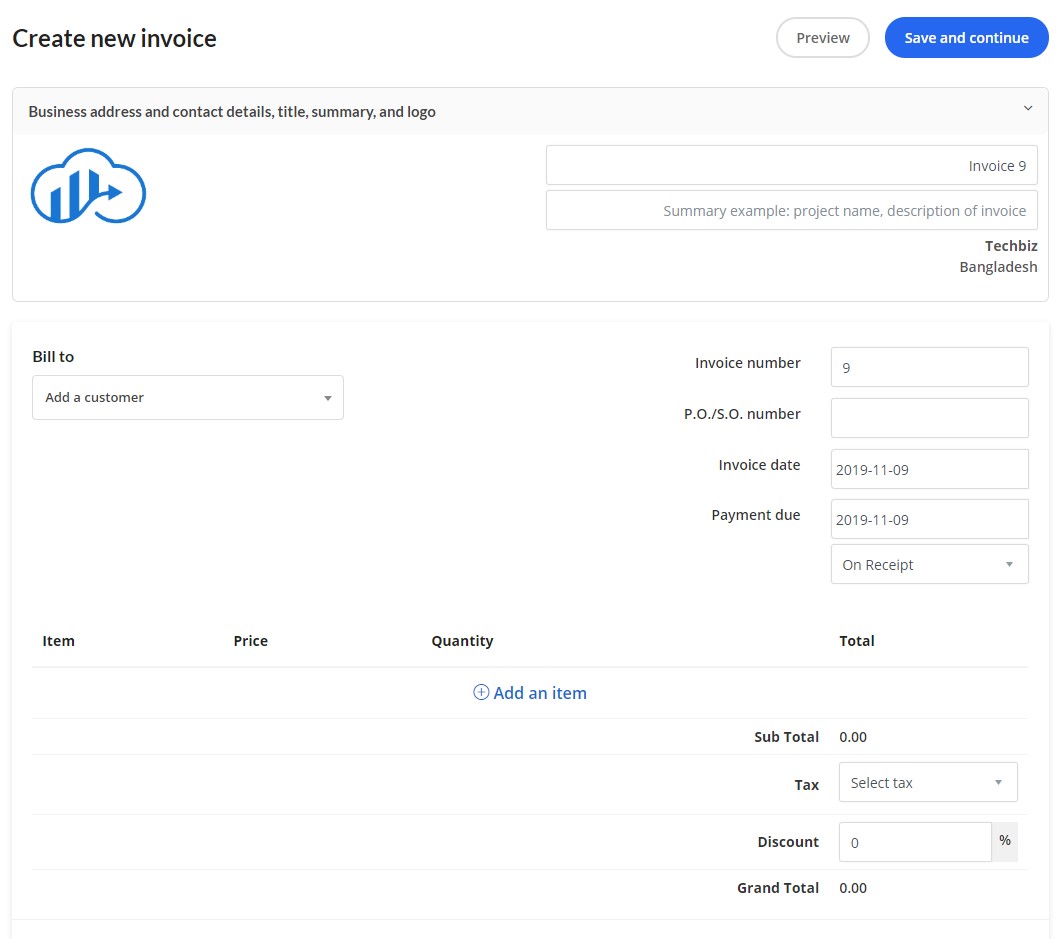 Create new invoice
Preview
Save and continue
Business address and contact details, title, summary, and logo
Invoice 9
Summary example: project name, description of invoice
Techbiz
Bangladesh
Bill to
Add a customer
Invoice number 9
P.O./S.O. number
Invoice date 2019-11-09
Payment due 2019-11-09
On Receipt
Item Price Quantity Total
Add an item
Sub Total 0.00
Tax Select tax
Discount 0 %
Grand Total 0.00